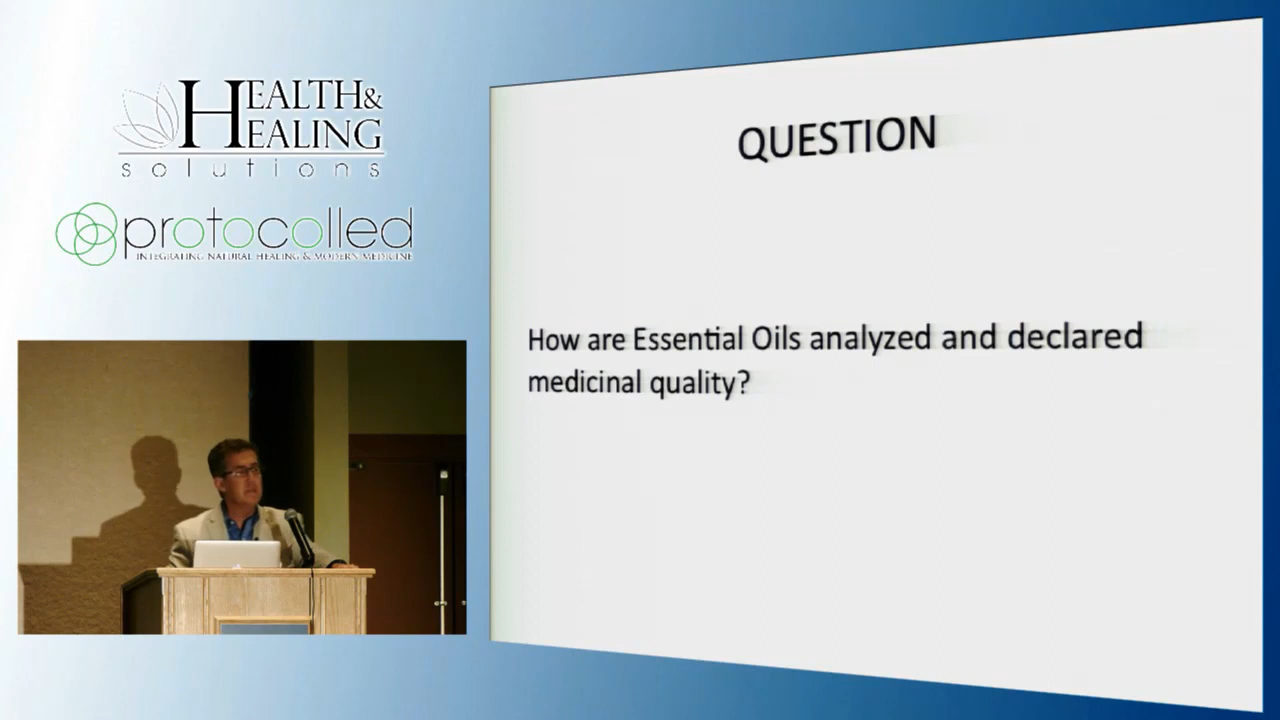 HEALTH&
HEALING
solutions
protocolled
INTEGRATING NATURAL HEALING & MODERN MEDICINE
QUESTION
How are Essential Oils analyzed and declared
medicinal quality?